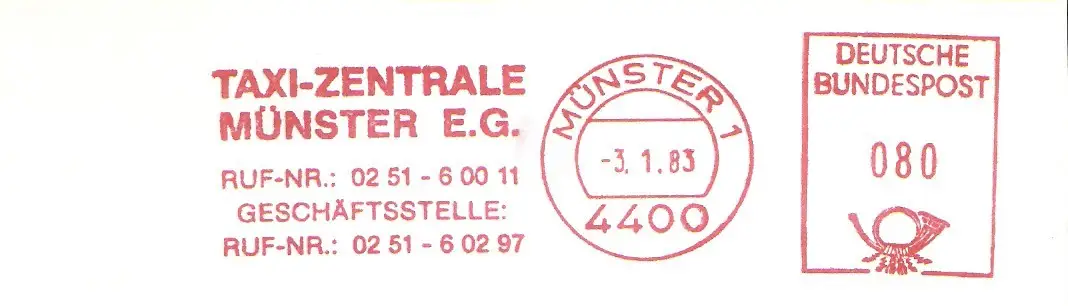 TAXI-ZENTRALE
MÜNSTER E.G.
RUF-NR.: 02 51 - 6 00 11
GESCHÄFTSSTELLE:
RUF-NR.: 02 51 - 6 02 97
MÜNSTER 1
-3. 1. 83
4400
DEUTSCHE
BUNDESPOST
080